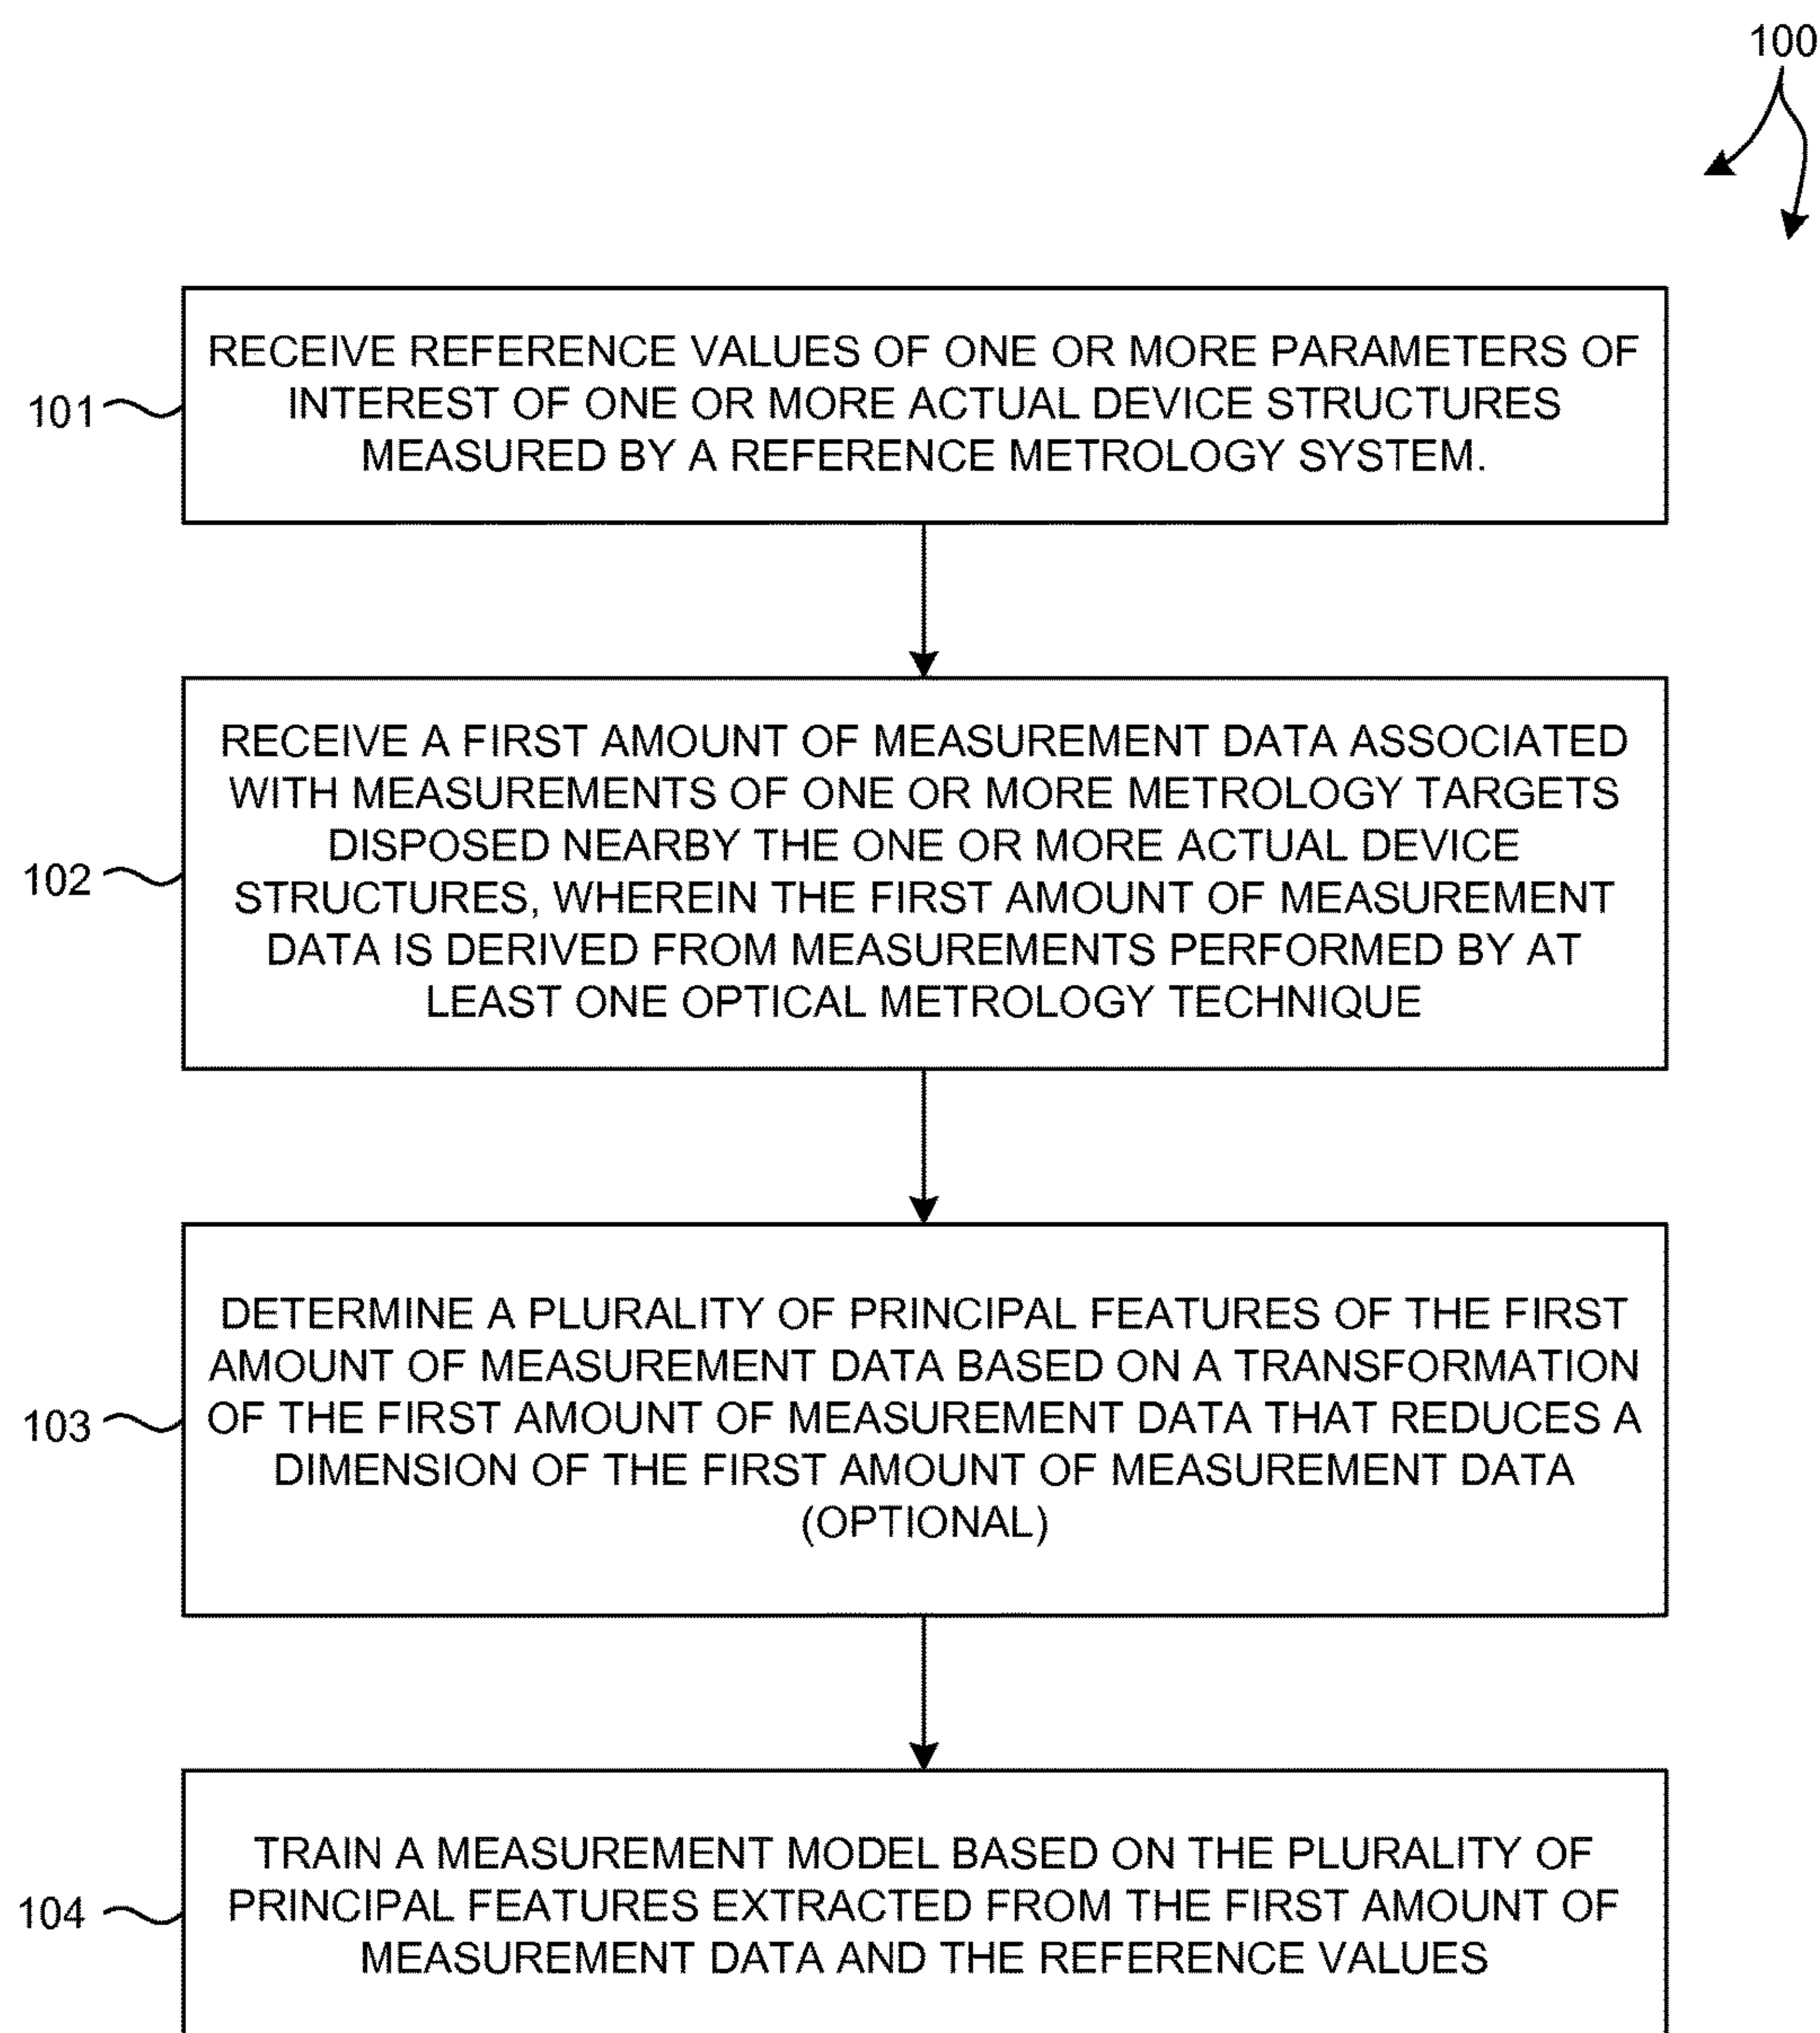 100
101
RECEIVE REFERENCE VALUES OF ONE OR MORE PARAMETERS OF
INTEREST OF ONE OR MORE ACTUAL DEVICE STRUCTURES
MEASURED BY A REFERENCE METROLOGY SYSTEM.
102
RECEIVE A FIRST AMOUNT OF MEASUREMENT DATA ASSOCIATED
WITH MEASUREMENTS OF ONE OR MORE METROLOGY TARGETS
DISPOSED NEARBY THE ONE OR MORE ACTUAL DEVICE
STRUCTURES, WHEREIN THE FIRST AMOUNT OF MEASUREMENT
DATA IS DERIVED FROM MEASUREMENTS PERFORMED BY AT
LEAST ONE OPTICAL METROLOGY TECHNIQUE
103
DETERMINE A PLURALITY OF PRINCIPAL FEATURES OF THE FIRST
AMOUNT OF MEASUREMENT DATA BASED ON A TRANSFORMATION
OF THE FIRST AMOUNT OF MEASUREMENT DATA THAT REDUCES A
DIMENSION OF THE FIRST AMOUNT OF MEASUREMENT DATA
(OPTIONAL)
104
TRAIN A MEASUREMENT MODEL BASED ON THE PLURALITY OF
PRINCIPAL FEATURES EXTRACTED FROM THE FIRST AMOUNT OF
MEASUREMENT DATA AND THE REFERENCE VALUES